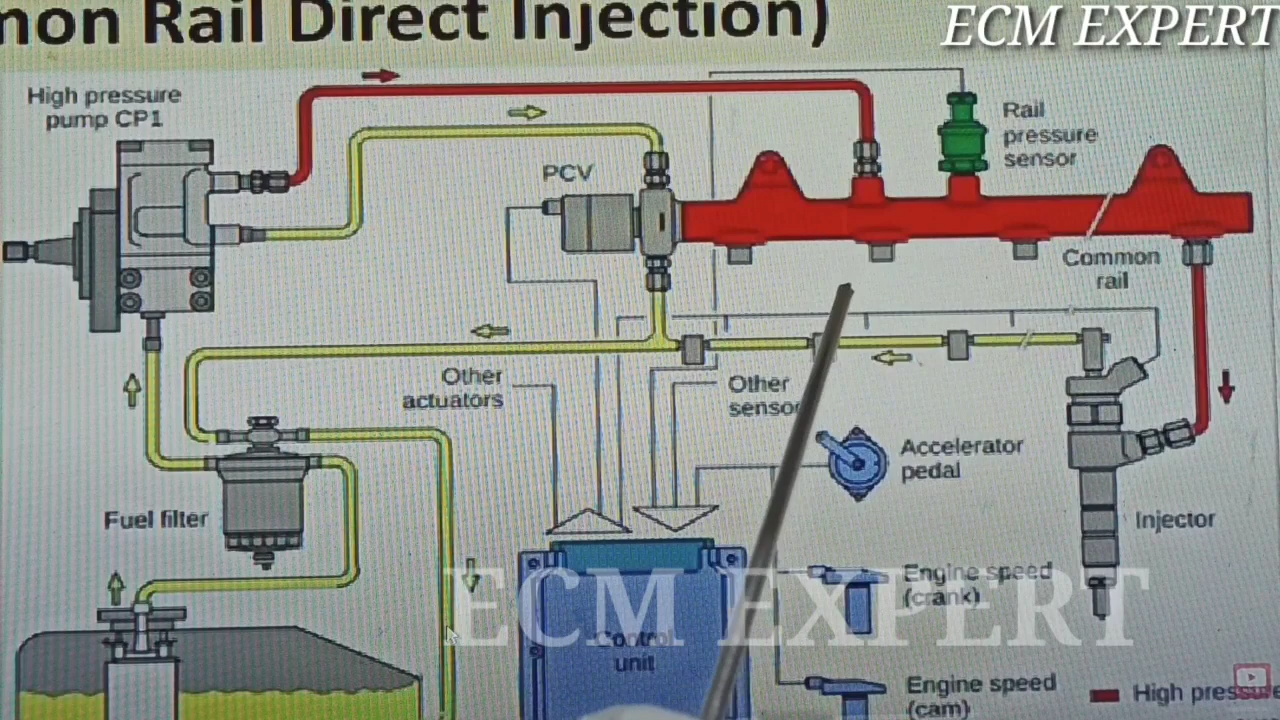 mon Rail Direct Injection)
ECM EXPERT
High pressure
pump CP1
Rail
pressure
sensor
PCV
Common
rail
Other
actuators
Other
sensor
Accelerator
pedal
Fuel filter
Injector
ECM EXPERT
Engine speed
(crank)
Control
unit
Engine speed
(cam)
High pressure